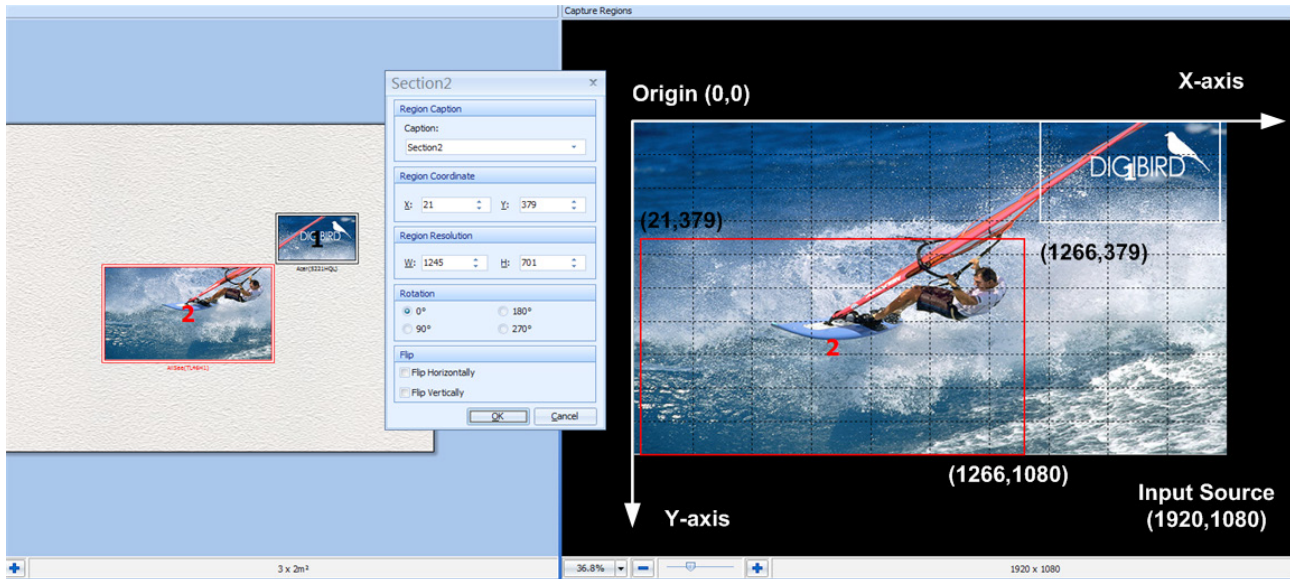 Capture Regions
Section2
Region Caption
Caption:
Section2
Region Coordinate
X: 21 Y: 379
Region Resolution
W: 1245 H: 701
Rotation
0° 180°
90° 270°
Flip
Flip Horizontally
Flip Vertically
OK Cancel
DIGIBIRD
1
2
3 x 2m²
Origin (0,0)
X-axis
DIGIBIRD
1
(21,379)
(1266,379)
2
(1266,1080)
Input Source
(1920,1080)
Y-axis
36.8%
1920 x 1080